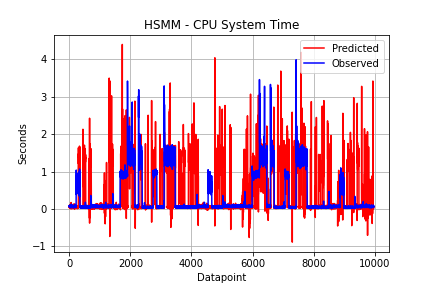 HSMM - CPU System Time
Predicted
Observed
4
3
2
1
0
−1
Seconds
0 2000 4000 6000 8000 10000
Datapoint